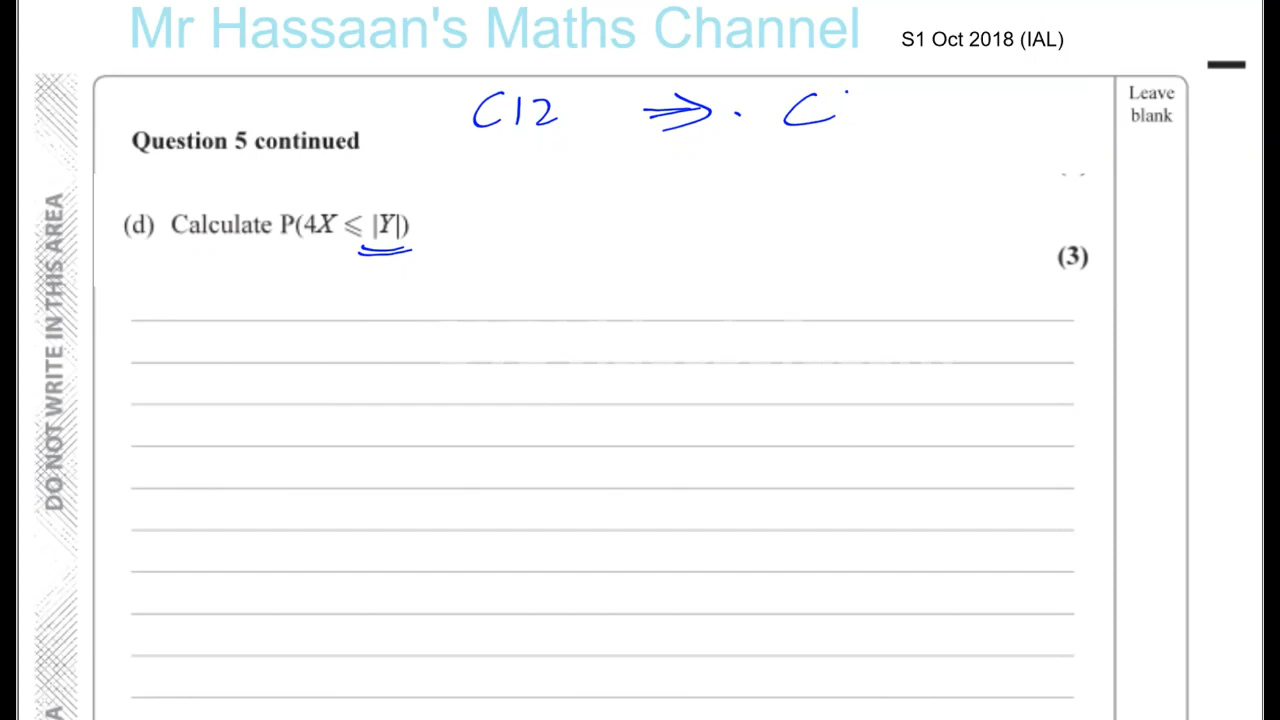 Mr Hassaan's Maths Channel
S1 Oct 2018 (IAL)
Leave
blank
C12 ⇒ . C
Question 5 continued
(d) Calculate P(4X ⩽ |Y|)
(3)
DO NOT WRITE IN THIS AREA
A